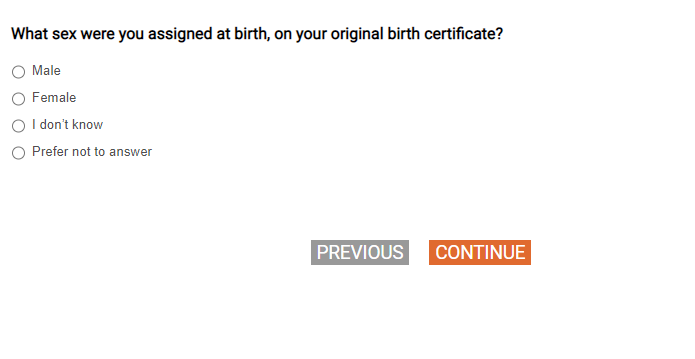 What sex were you assigned at birth, on your original birth certificate?
Male
Female
I don't know
Prefer not to answer
PREVIOUS CONTINUE